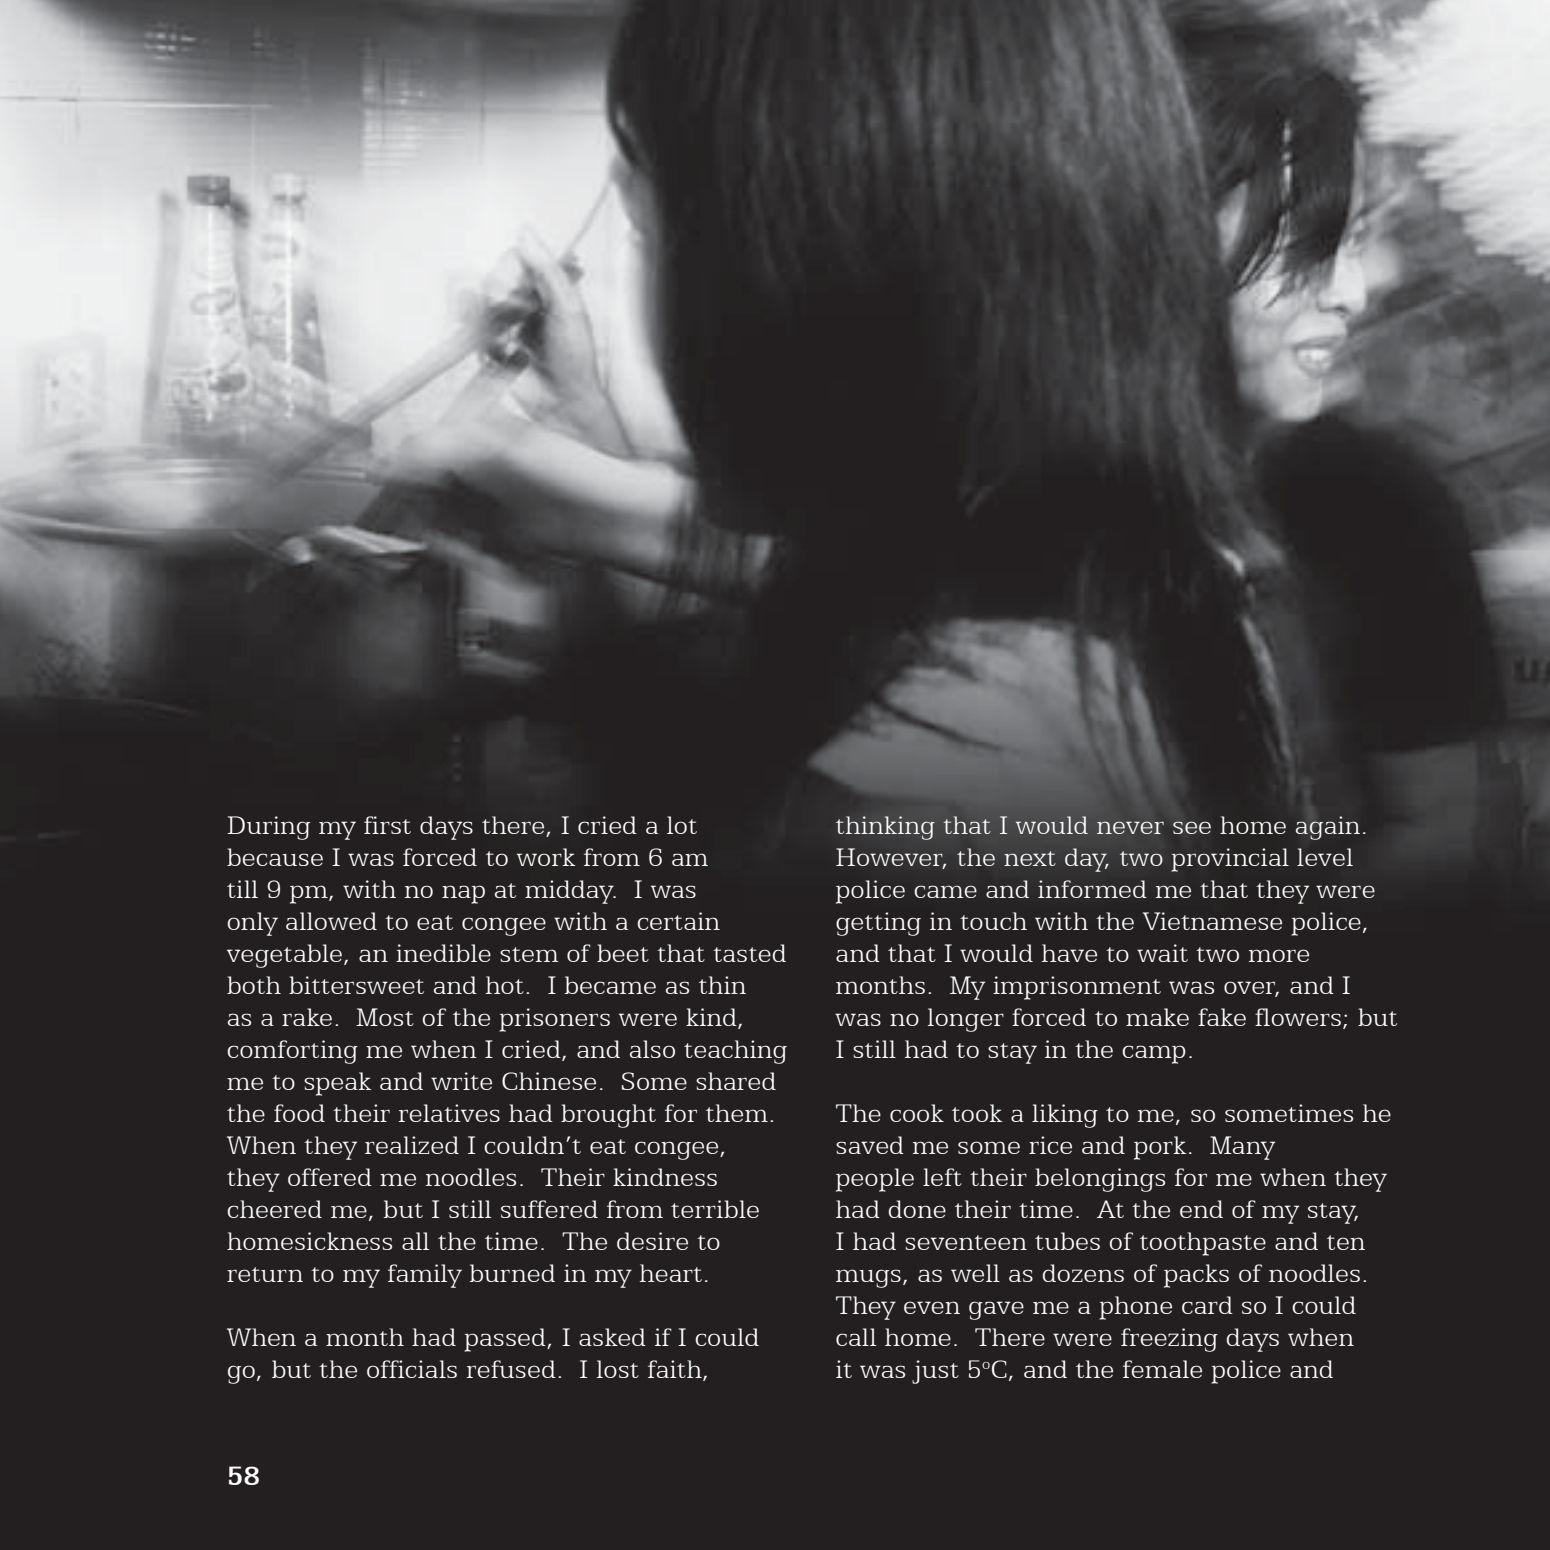 During my first days there, I cried a lot
because I was forced to work from 6 am
till 9 pm, with no nap at midday.  I was
only allowed to eat congee with a certain
vegetable, an inedible stem of beet that tasted
both bittersweet and hot.  I became as thin
as a rake.  Most of the prisoners were kind,
comforting me when I cried, and also teaching
me to speak and write Chinese.  Some shared
the food their relatives had brought for them.
When they realized I couldn’t eat congee,
they offered me noodles.  Their kindness
cheered me, but I still suffered from terrible
homesickness all the time.  The desire to
return to my family burned in my heart.
When a month had passed, I asked if I could
go, but the officials refused.  I lost faith,
thinking that I would never see home again.
However, the next day, two provincial level
police came and informed me that they were
getting in touch with the Vietnamese police,
and that I would have to wait two more
months.  My imprisonment was over, and I
was no longer forced to make fake flowers; but
I still had to stay in the camp.
The cook took a liking to me, so sometimes he
saved me some rice and pork.  Many
people left their belongings for me when they
had done their time.  At the end of my stay,
I had seventeen tubes of toothpaste and ten
mugs, as well as dozens of packs of noodles.
They even gave me a phone card so I could
call home.  There were freezing days when
it was just 5ºC, and the female police and
58